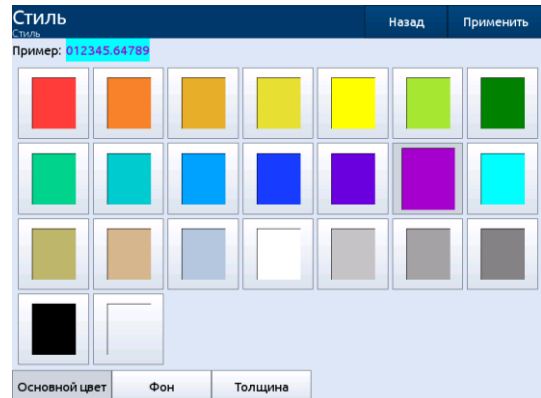 Стиль Назад Применить
Стиль
Пример: 012345.64789
Основной цвет Фон Толщина